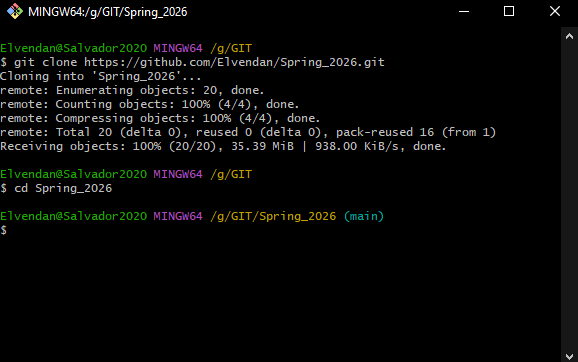 MINGW64:/g/GIT/Spring_2026
Elvendan@Salvador2020 MINGW64 /g/GIT
$ git clone https://github.com/Elvendan/Spring_2026.git
Cloning into 'Spring_2026'...
remote: Enumerating objects: 20, done.
remote: Counting objects: 100% (4/4), done.
remote: Compressing objects: 100% (4/4), done.
remote: Total 20 (delta 0), reused 0 (delta 0), pack-reused 16 (from 1)
Receiving objects: 100% (20/20), 35.39 MiB | 938.00 KiB/s, done.
Elvendan@Salvador2020 MINGW64 /g/GIT
$ cd Spring_2026
Elvendan@Salvador2020 MINGW64 /g/GIT/Spring_2026 (main)
$